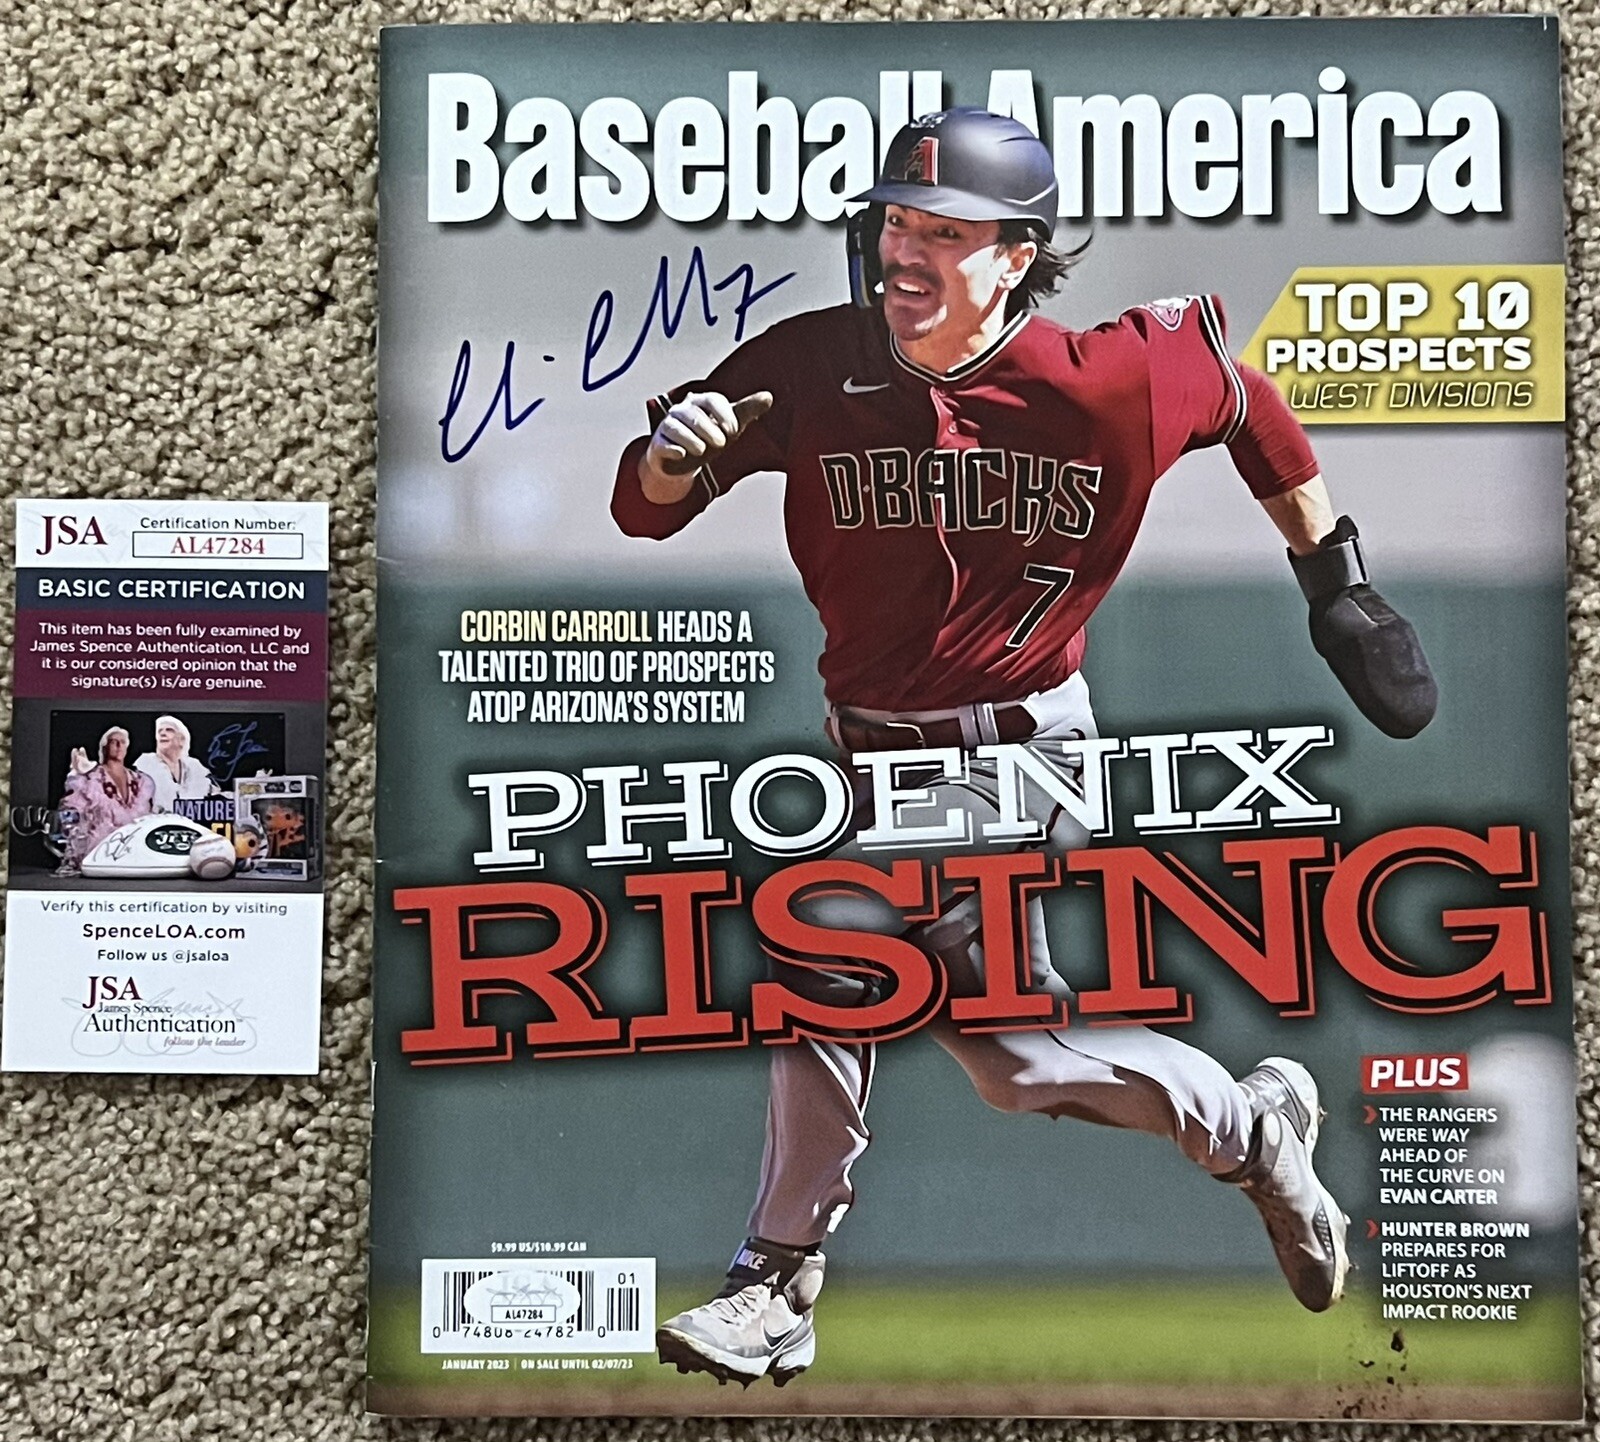 Baseball America
TOP 10
PROSPECTS
WEST DIVISIONS
A
D·BACKS
7
CORBIN CARROLL HEADS A
TALENTED TRIO OF PROSPECTS
ATOP ARIZONA'S SYSTEM
PHOENIX
RISING
PLUS
THE RANGERS
WERE WAY
AHEAD OF
THE CURVE ON
EVAN CARTER
HUNTER BROWN
PREPARES FOR
LIFTOFF AS
HOUSTON'S NEXT
IMPACT ROOKIE
NIKE
$9.99 US/$10.99 CAN
01
AL47284
0 74808 24782 0
JANUARY 2023 | ON SALE UNTIL 02/07/23
JSA
Certification Number:
AL47284
BASIC CERTIFICATION
This item has been fully examined by
James Spence Authentication, LLC and
it is our considered opinion that the
signature(s) is/are genuine.
NATURE
JETS
Verify this certification by visiting
SpenceLOA.com
Follow us @jsaloa
JSA
James Spence
Authentication™
follow the leader